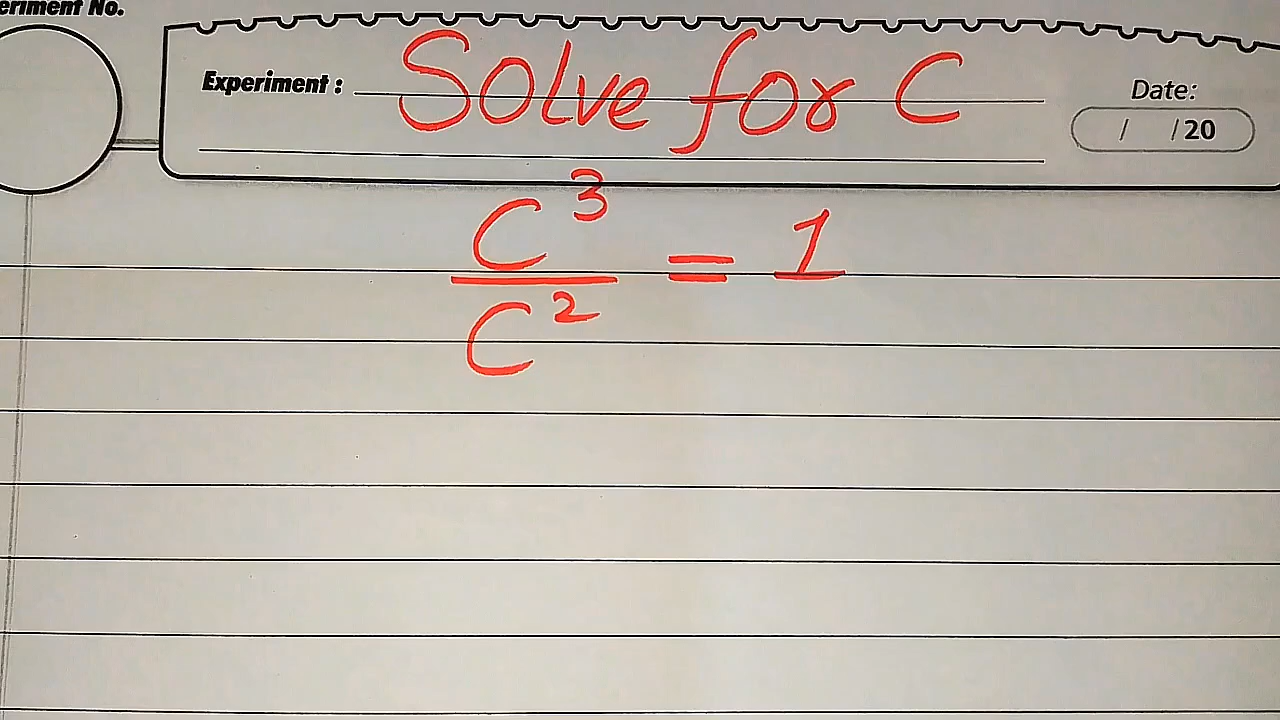 eriment No.
Experiment : Solve for C
Date:
/ /20
C³
— = 1
C²